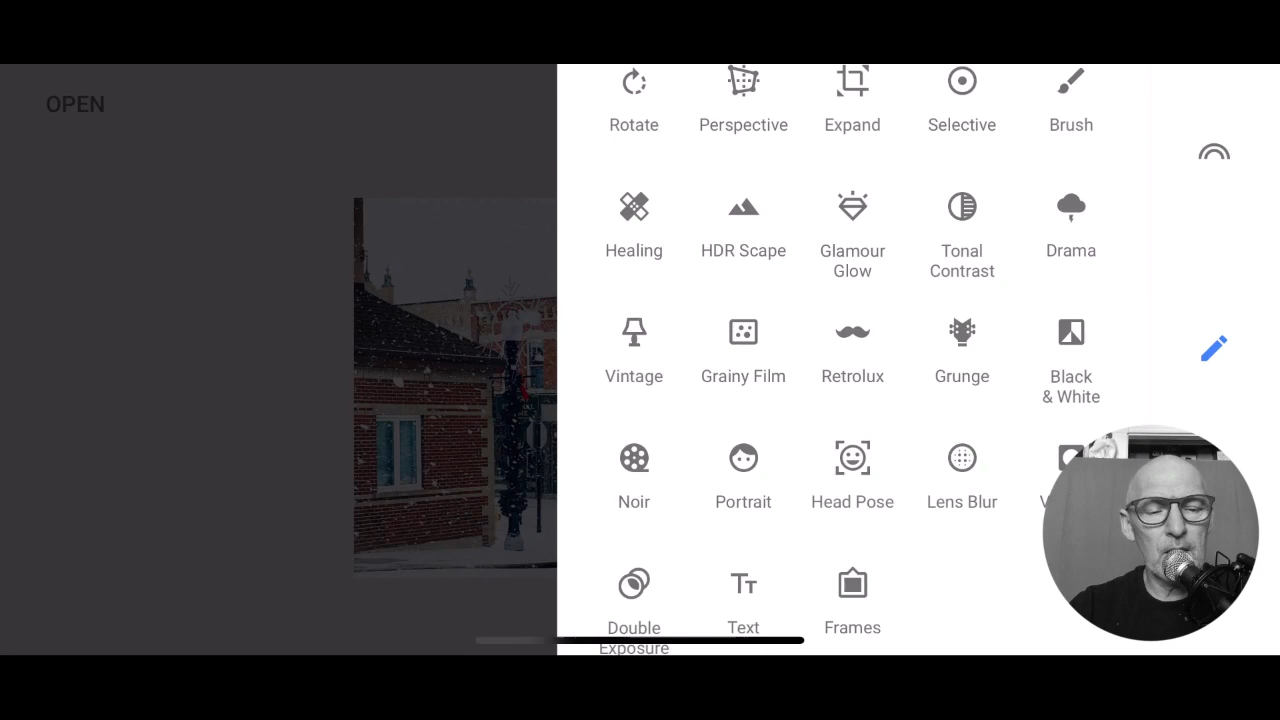 OPEN
Rotate
Perspective
Expand
Selective
Brush
Healing
HDR Scape
Glamour
Glow
Tonal
Contrast
Drama
Vintage
Grainy Film
Retrolux
Grunge
Black
& White
Noir
Portrait
Head Pose
Lens Blur
Double
Exposure
Text
Frames